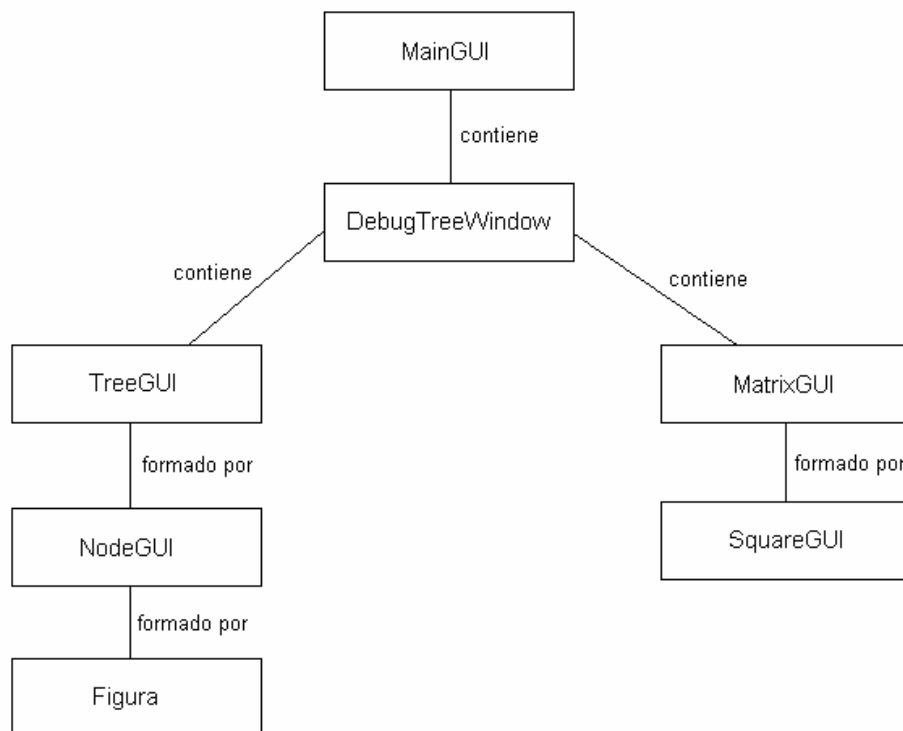 MainGUI
contiene
DebugTreeWindow
contiene
contiene
TreeGUI
MatrixGUI
formado por
formado por
NodeGUI
SquareGUI
formado por
Figura